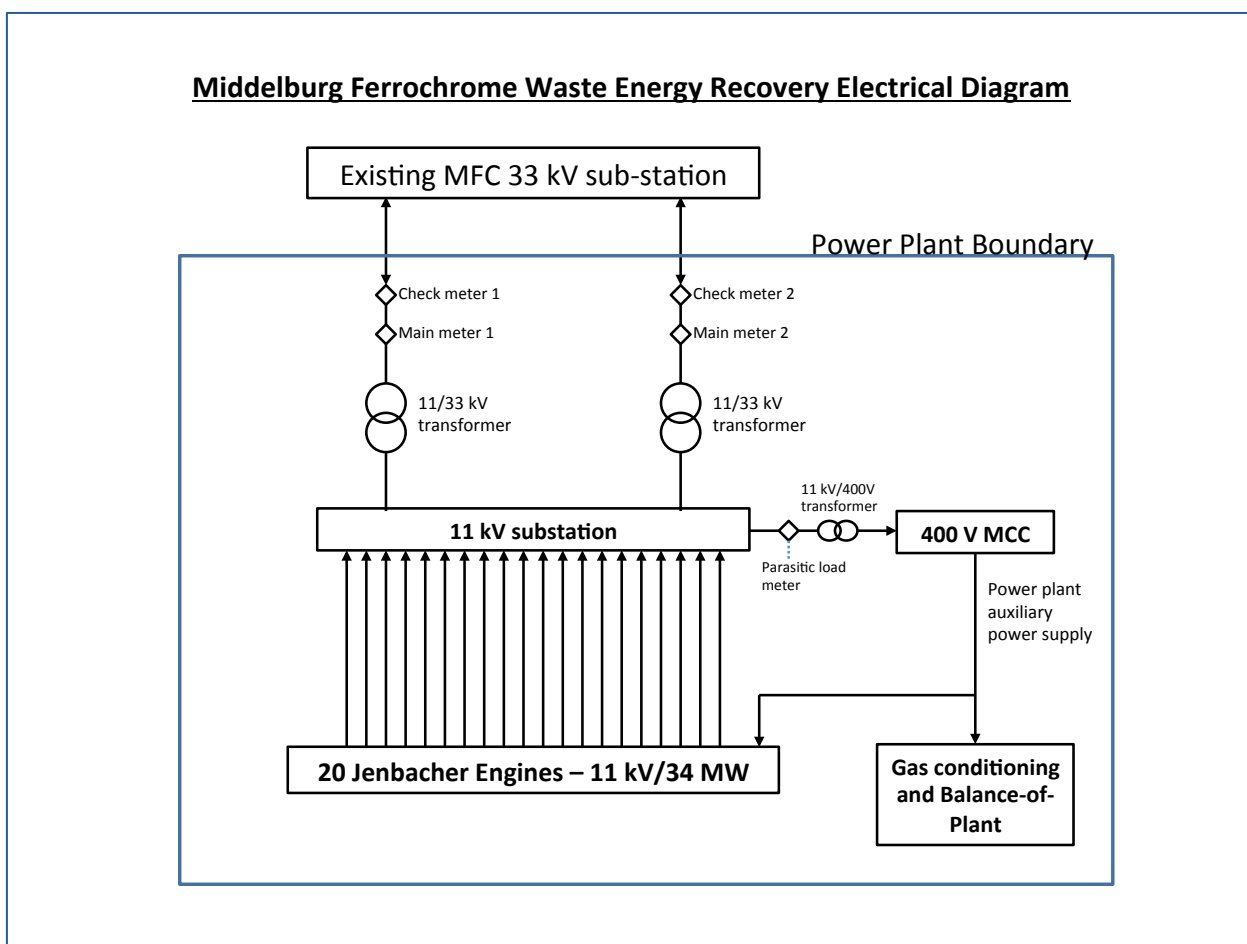 Middelburg Ferrochrome Waste Energy Recovery Electrical Diagram
Existing MFC 33 kV sub-station
Power Plant Boundary
Check meter 1
Check meter 2
Main meter 1
Main meter 2
11/33 kV
transformer
11/33 kV
transformer
11 kV/400V
transformer
11 kV substation
400 V MCC
Parasitic load
meter
Power plant
auxiliary
power supply
20 Jenbacher Engines – 11 kV/34 MW
Gas conditioning
and Balance-of-
Plant